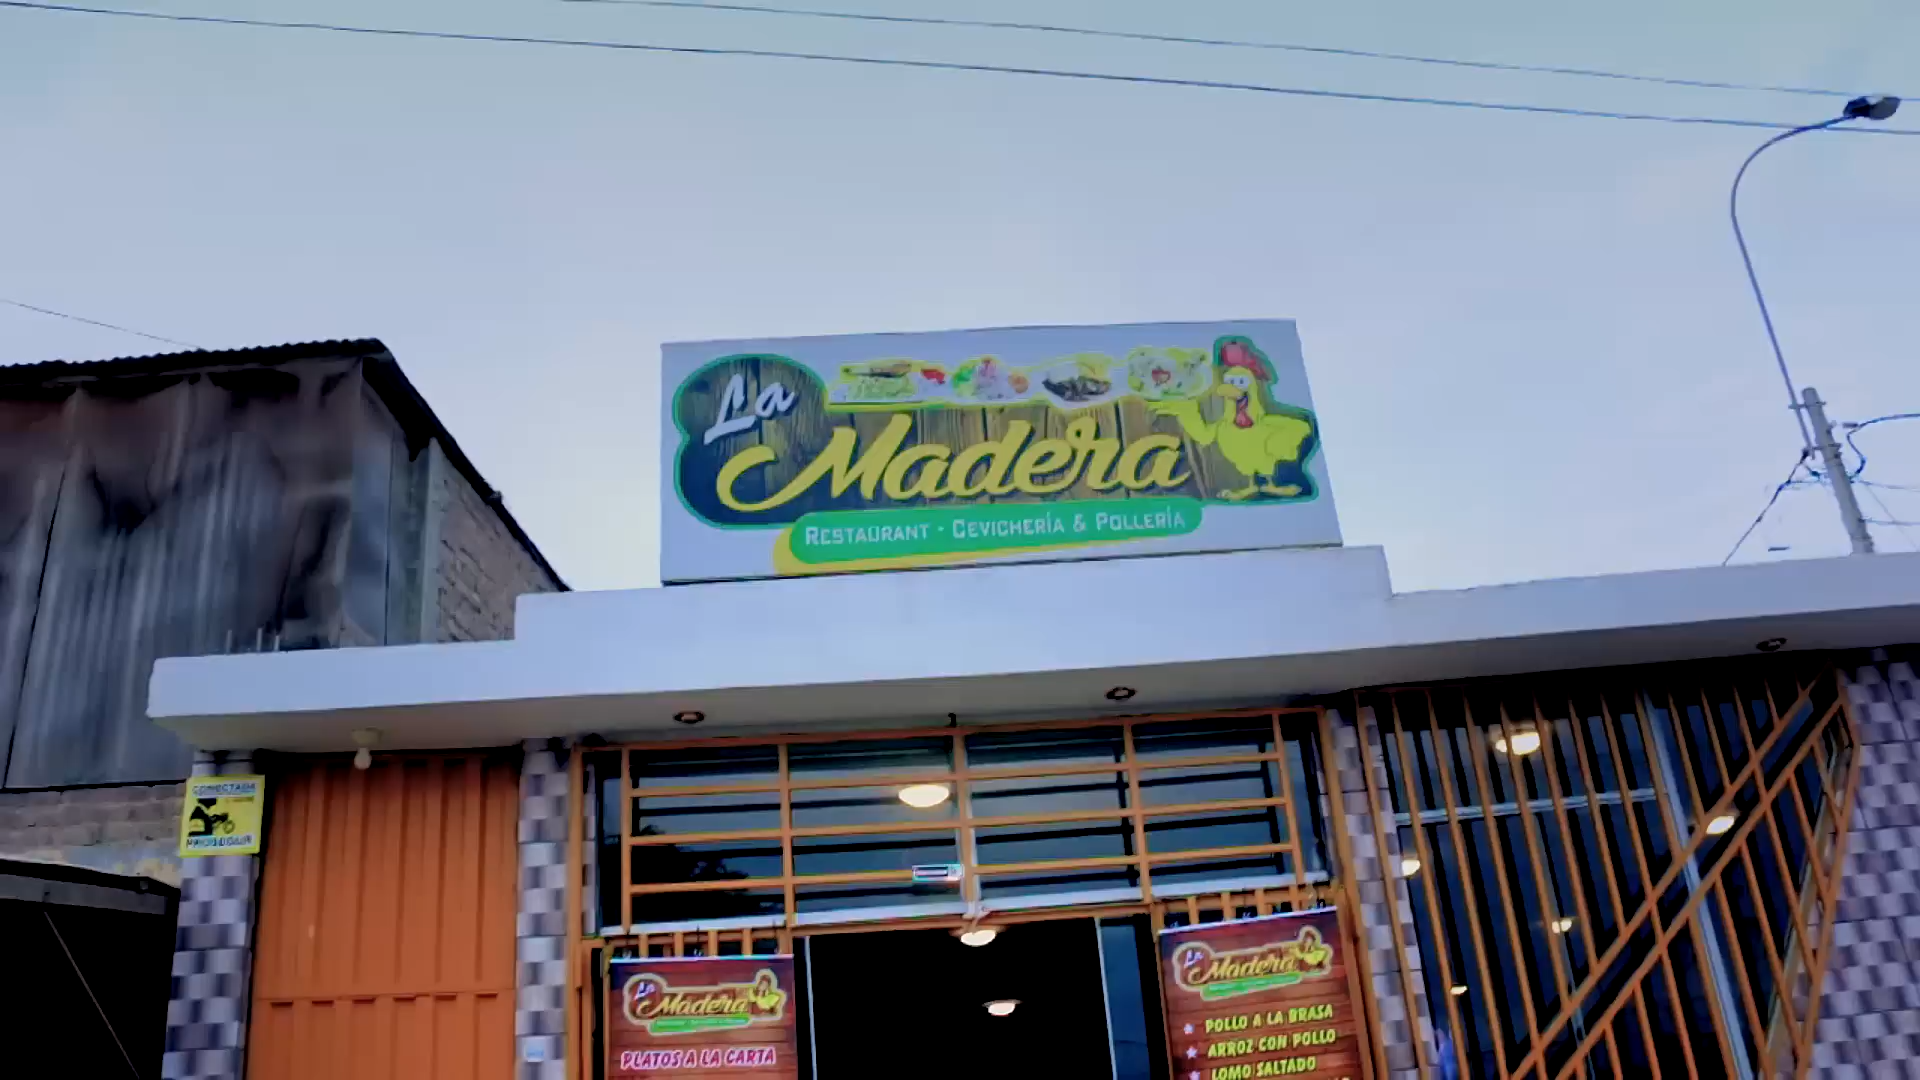 La
Madera
RESTAURANT · CEVICHERÍA & POLLERÍA
CONECTADA
La
Madera
PLATOS A LA CARTA
La
Madera
POLLO A LA BRASA
ARROZ CON POLLO
LOMO SALTADO